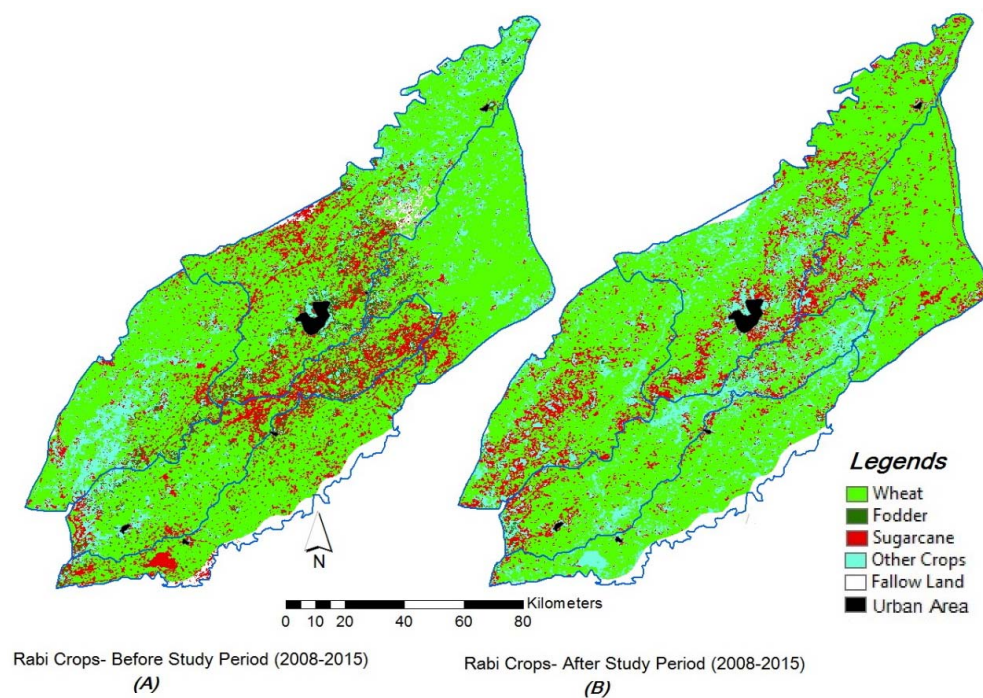 Legends
Wheat
Fodder
Sugarcane
Other Crops
Fallow Land
Urban Area
N
Kilometers
0 10 20 40 60 80
Rabi Crops- Before Study Period (2008-2015)
(A)
Rabi Crops- After Study Period (2008-2015)
(B)